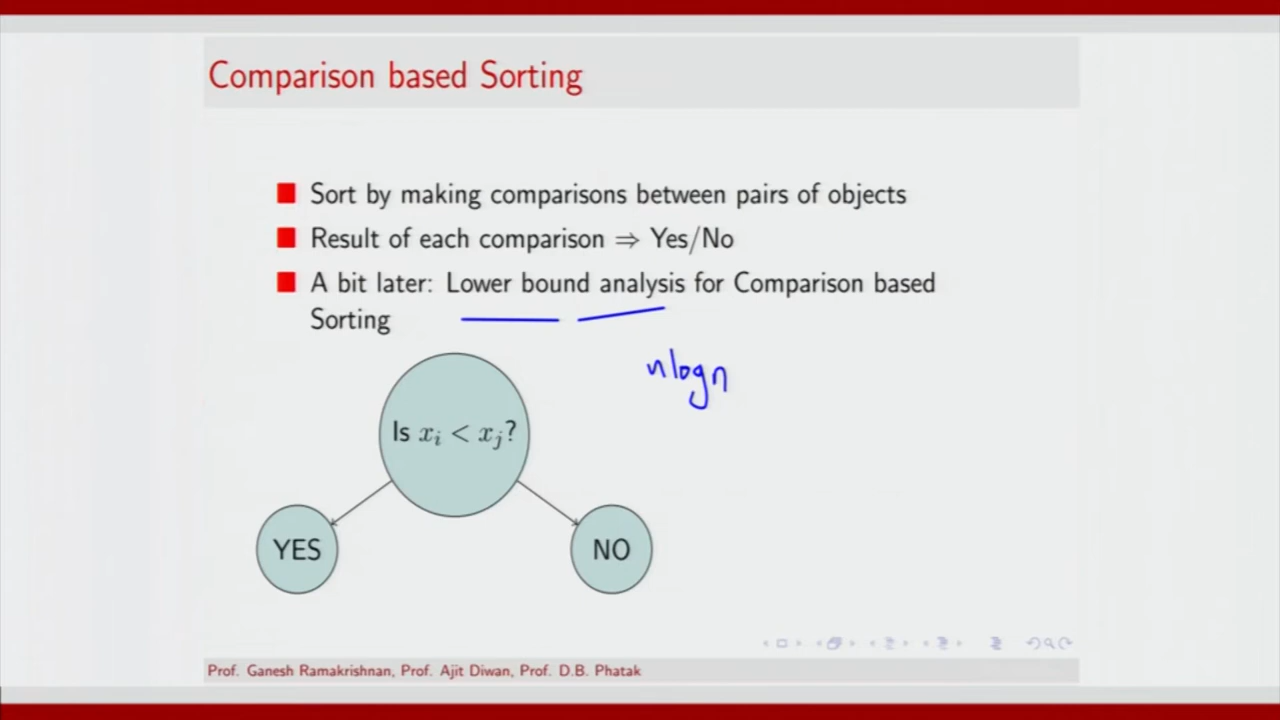 Comparison based Sorting
Sort by making comparisons between pairs of objects
Result of each comparison ⇒ Yes/No
A bit later: Lower bound analysis for Comparison based
Sorting
nlogn
Is xᵢ < xⱼ?
YES
NO
Prof. Ganesh Ramakrishnan, Prof. Ajit Diwan, Prof. D.B. Phatak